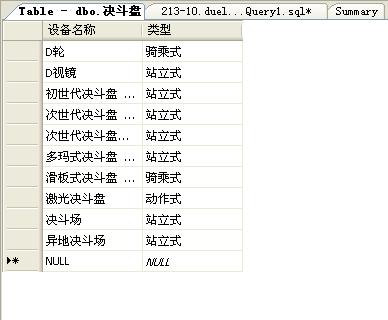 Table - dbo.决斗盘 213-10.duel...Query1.sql* Summary
设备名称 类型
D轮 骑乘式
D视镜 站立式
初世代决斗盘 ... 站立式
次世代决斗盘 ... 站立式
次世代决斗盘... 站立式
多玛式决斗盘 ... 站立式
滑板式决斗盘 ... 骑乘式
激光决斗盘 动作式
决斗场 站立式
异地决斗场 站立式
NULL NULL